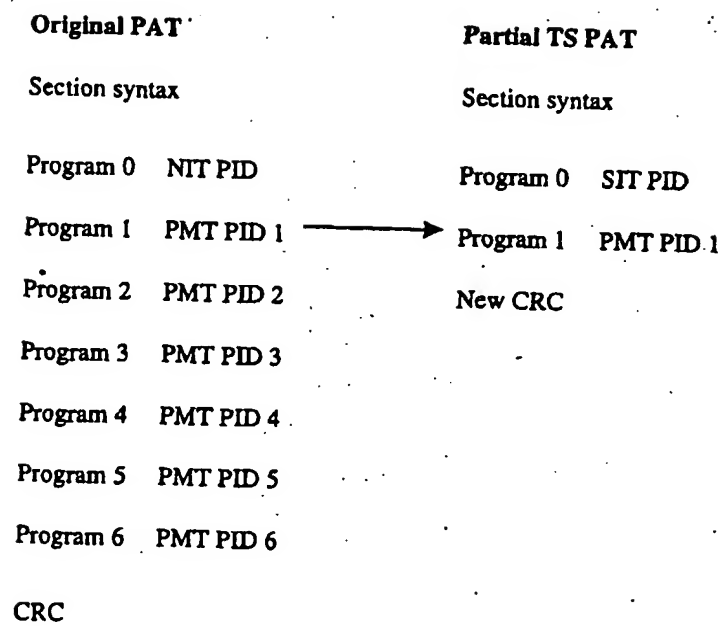 Original PAT
Section syntax
Program 0 NIT PID
Program 1 PMT PID 1
Program 2 PMT PID 2
Program 3 PMT PID 3
Program 4 PMT PID 4
Program 5 PMT PID 5
Program 6 PMT PID 6
CRC
Partial TS PAT
Section syntax
Program 0 SIT PID
Program 1 PMT PID 1
New CRC